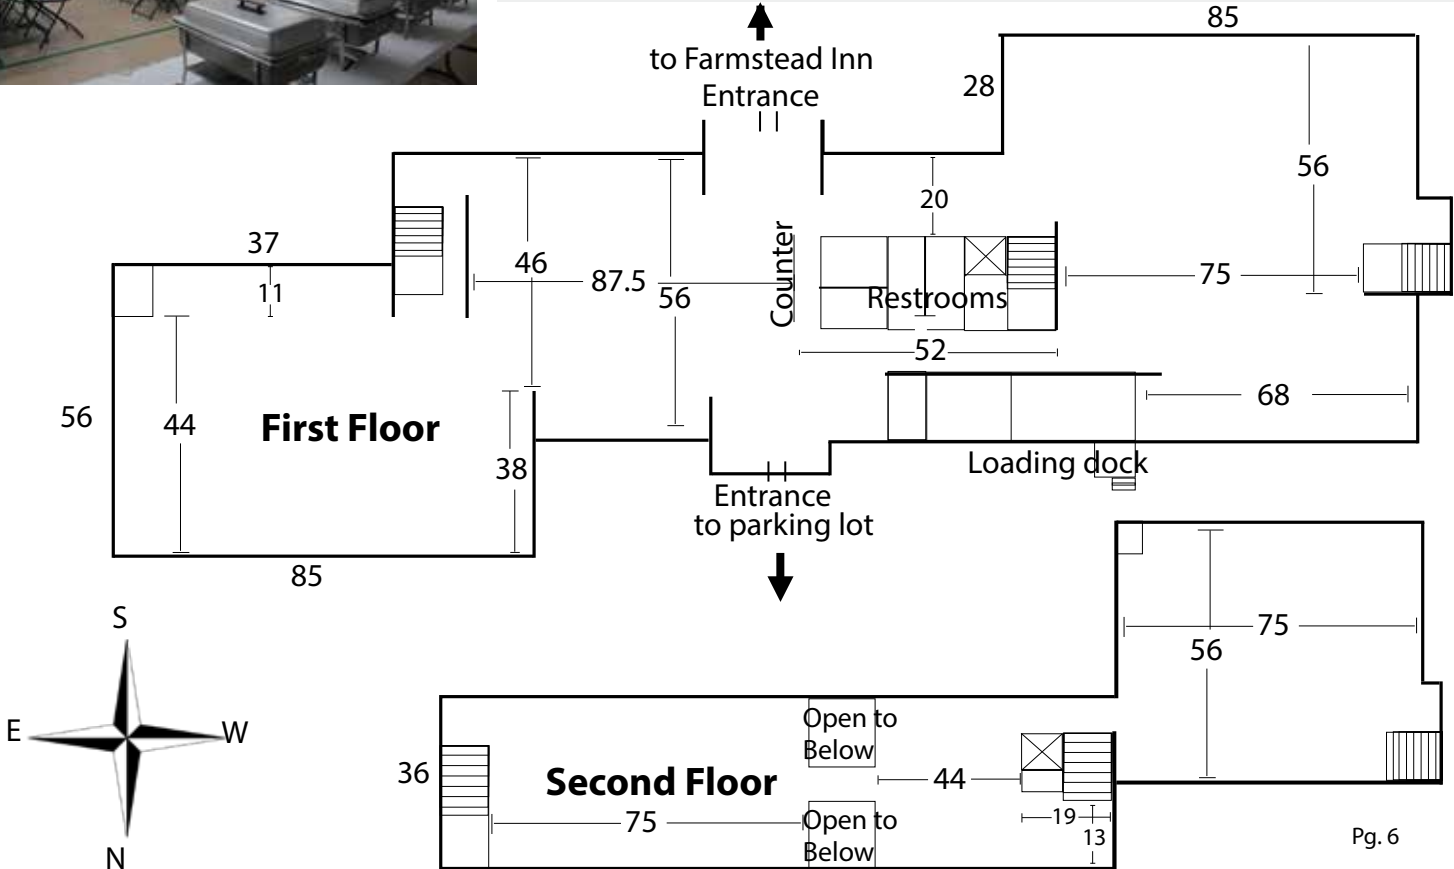 85
to Farmstead Inn
Entrance
28
56
20
37
11
46
87.5
56
Counter
Restrooms
75
52
68
56
44
First Floor
38
Loading dock
Entrance
to parking lot
85
S
E
W
N
75
56
Open to
Below
36
Second Floor
44
75
Open to
Below
19
13
Pg. 6